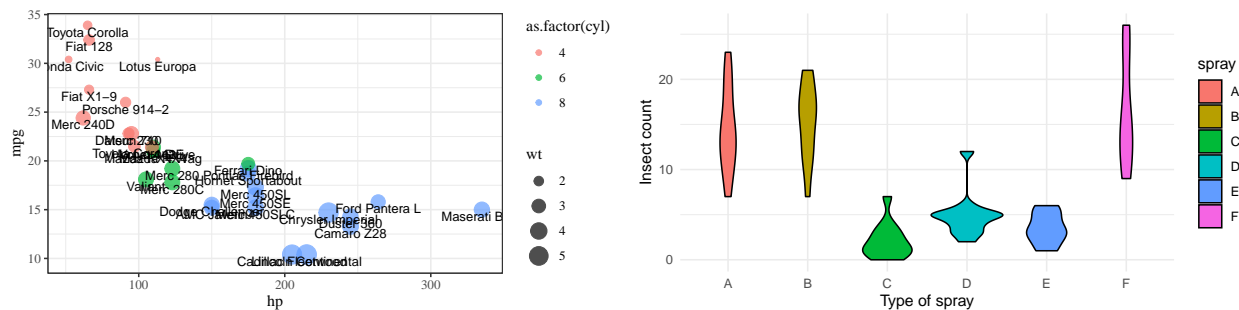 35
30
25
20
15
10
mpg
100
200
300
hp
Toyota Corolla
Fiat 128
nda Civic
Lotus Europa
Fiat X1−9
Porsche 914−2
Merc 240D
Merc 280
Pontiac Firebird
Ferrari Dino
Hornet Sportabout
Valiant
Merc 280C
Merc 450SL
Merc 450SE
Ford Pantera L
Maserati B
Chrysler Imperial
Duster 360
Camaro Z28
as.factor(cyl)
4
6
8
wt
2
3
4
5
Insect count
20
10
0
A
B
C
D
E
F
Type of spray
spray
A
B
C
D
E
F